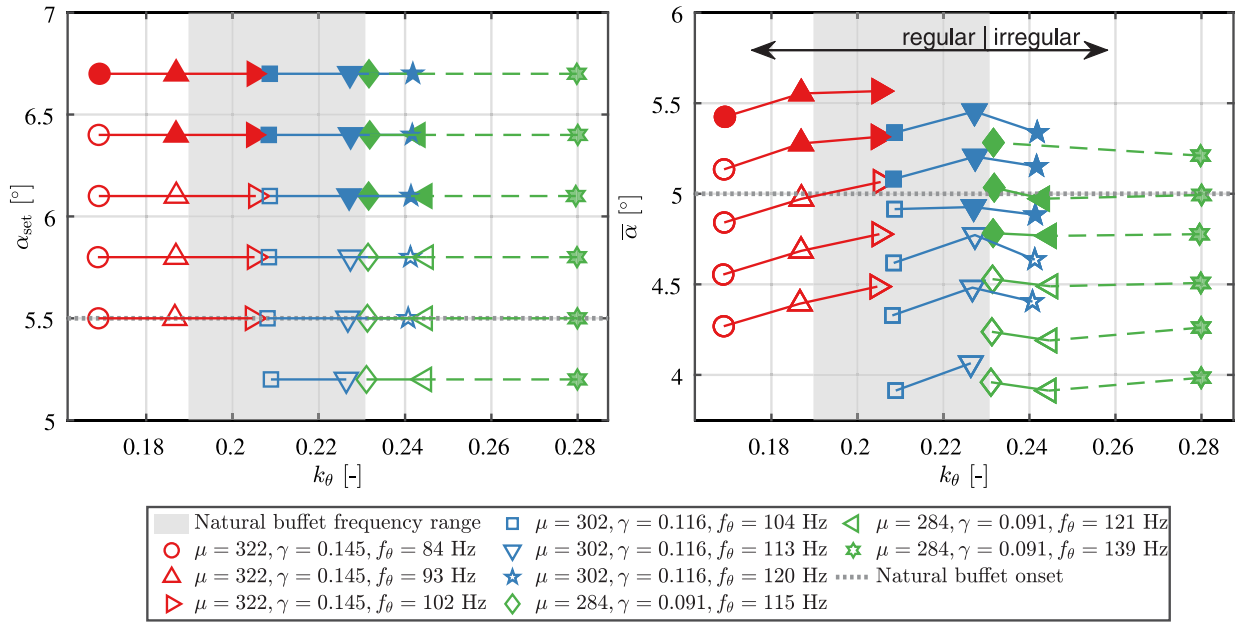 7
6.5
6
5.5
5
α_set [°]
0.18 0.2 0.22 0.24 0.26 0.28
k_θ [-]
6
5.5
5
4.5
4
α̅ [°]
regular | irregular
0.18 0.2 0.22 0.24 0.26 0.28
k_θ [-]
Natural buffet frequency range
μ = 322, γ = 0.145, f_θ = 84 Hz
μ = 322, γ = 0.145, f_θ = 93 Hz
μ = 322, γ = 0.145, f_θ = 102 Hz
μ = 302, γ = 0.116, f_θ = 104 Hz
μ = 302, γ = 0.116, f_θ = 113 Hz
μ = 302, γ = 0.116, f_θ = 120 Hz
μ = 284, γ = 0.091, f_θ = 115 Hz
μ = 284, γ = 0.091, f_θ = 121 Hz
μ = 284, γ = 0.091, f_θ = 139 Hz
Natural buffet onset